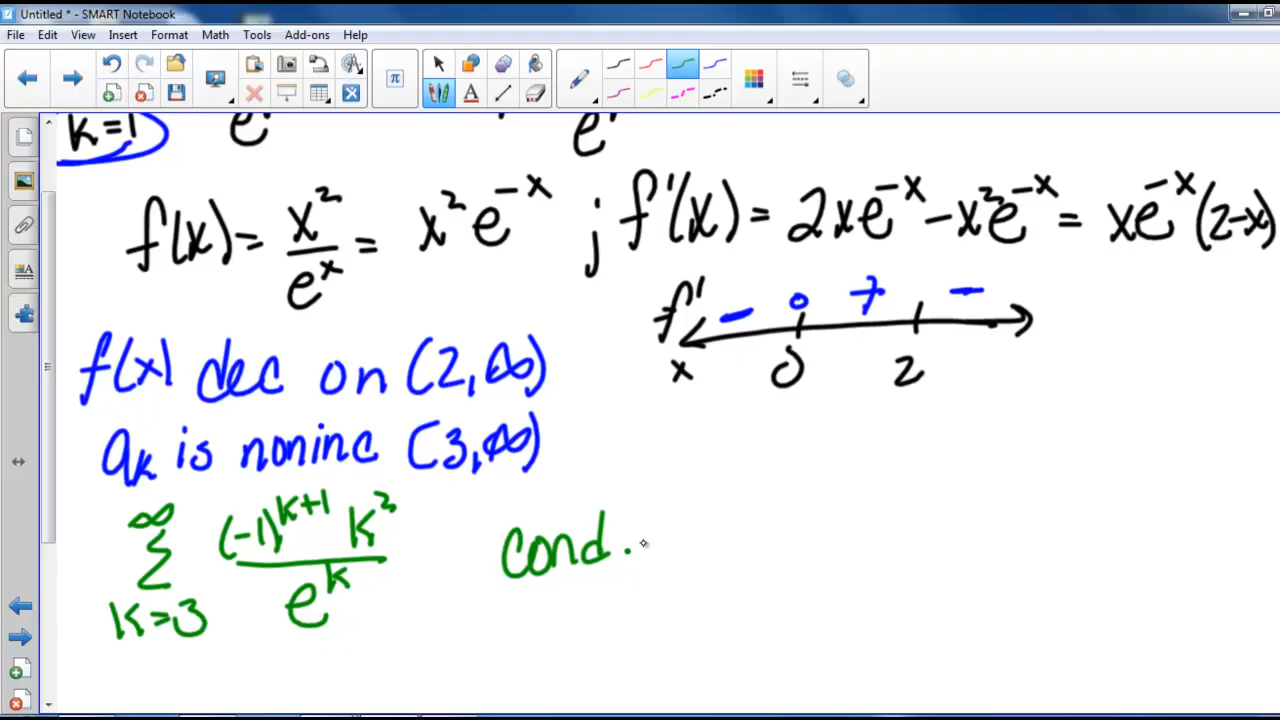 Untitled * - SMART Notebook
File Edit View Insert Format Math Tools Add-ons Help
π A
k=1 e e
f(x) = x² / eˣ = x² e⁻ˣ ; f'(x) = 2xe⁻ˣ − x²e⁻ˣ = xe⁻ˣ(2−x)
f' − 0 + −
x 0 2
f(x) dec on (2,∞)
aₖ is noninc (3,∞)
∞ Σ k=3 (-1)ᵏ⁺¹ k² / eᵏ cond.